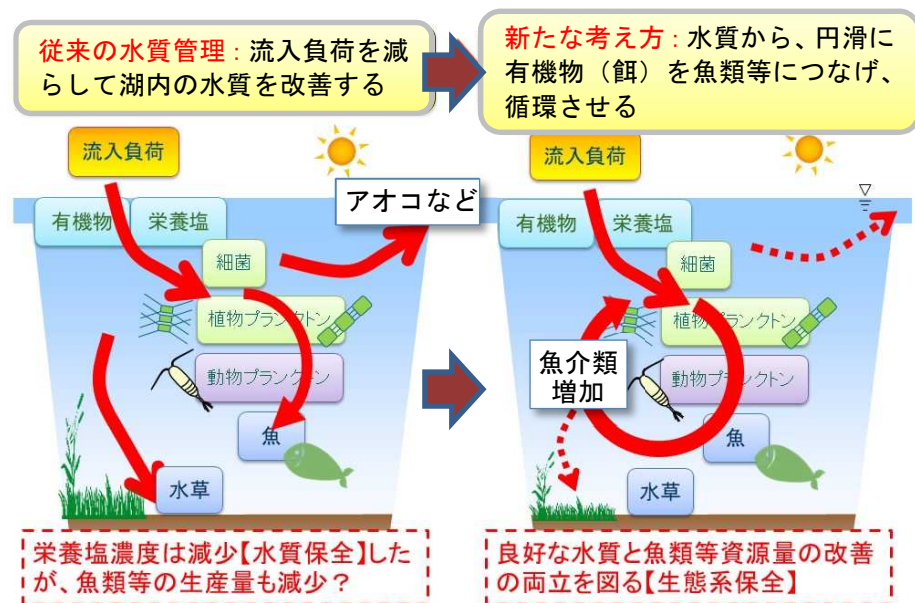 従来の水質管理：流入負荷を減
らして湖内の水質を改善する
新たな考え方：水質から、円滑に
有機物（餌）を魚類等につなげ、
循環させる
流入負荷
アオコなど
有機物
栄養塩
細菌
植物プランクトン
動物プランクトン
魚
水草
栄養塩濃度は減少【水質保全】した
が、魚類等の生産量も減少？
流入負荷
有機物
栄養塩
細菌
植物プランクトン
魚介類
増加
動物プランクトン
魚
水草
良好な水質と魚類等資源量の改善
の両立を図る【生態系保全】